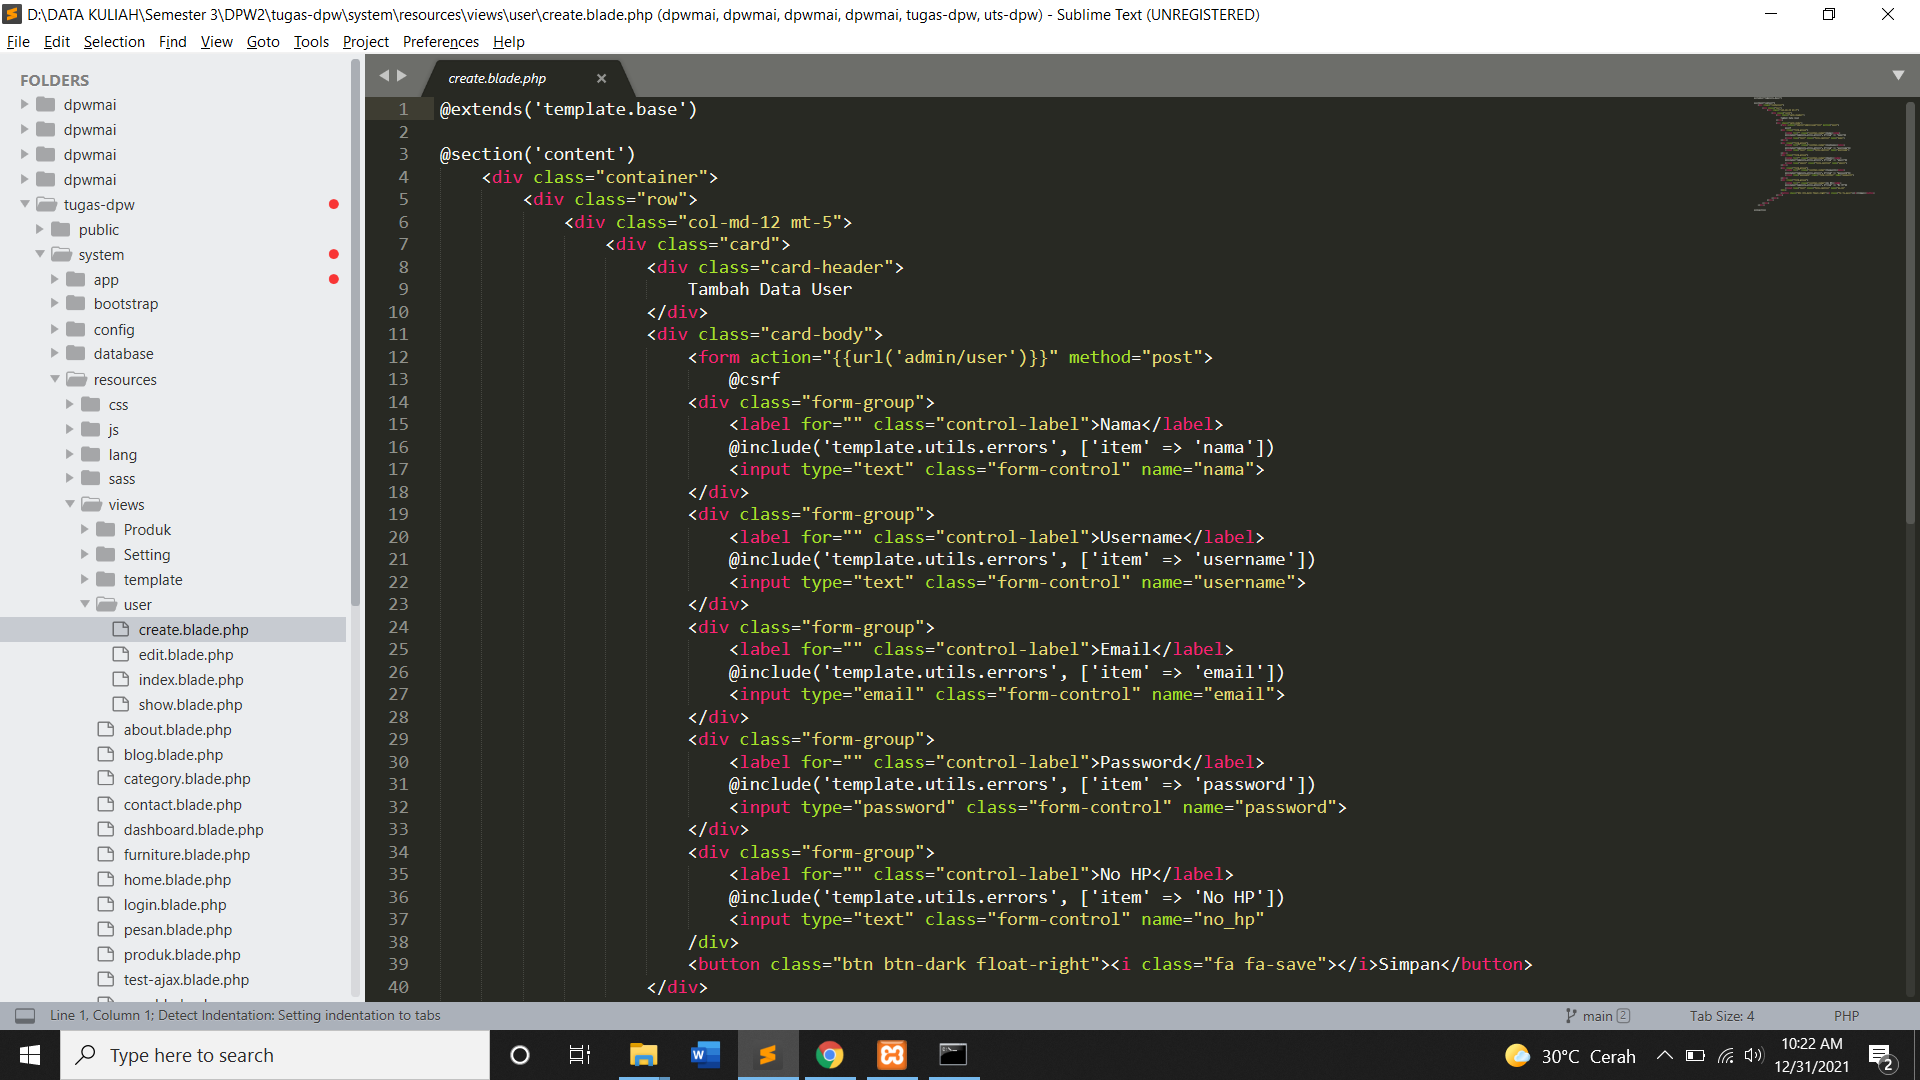 D:\DATA KULIAH\Semester 3\DPW2\tugas-dpw\system\resources\views\user\create.blade.php (dpwmai, dpwmai, dpwmai, dpwmai, tugas-dpw, uts-dpw) - Sublime Text (UNREGISTERED)
File Edit Selection Find View Goto Tools Project Preferences Help
FOLDERS
dpwmai
dpwmai
dpwmai
dpwmai
tugas-dpw
public
system
app
bootstrap
config
database
resources
css
js
lang
sass
views
Produk
Setting
template
user
create.blade.php
edit.blade.php
index.blade.php
show.blade.php
about.blade.php
blog.blade.php
category.blade.php
contact.blade.php
dashboard.blade.php
furniture.blade.php
home.blade.php
login.blade.php
pesan.blade.php
produk.blade.php
test-ajax.blade.php
create.blade.php
1 @extends('template.base')
2
3 @section('content')
4 <div class="container">
5 <div class="row">
6 <div class="col-md-12 mt-5">
7 <div class="card">
8 <div class="card-header">
9 Tambah Data User
10 </div>
11 <div class="card-body">
12 <form action="{{url('admin/user')}}" method="post">
13 @csrf
14 <div class="form-group">
15 <label for="" class="control-label">Nama</label>
16 @include('template.utils.errors', ['item' => 'nama'])
17 <input type="text" class="form-control" name="nama">
18 </div>
19 <div class="form-group">
20 <label for="" class="control-label">Username</label>
21 @include('template.utils.errors', ['item' => 'username'])
22 <input type="text" class="form-control" name="username">
23 </div>
24 <div class="form-group">
25 <label for="" class="control-label">Email</label>
26 @include('template.utils.errors', ['item' => 'email'])
27 <input type="email" class="form-control" name="email">
28 </div>
29 <div class="form-group">
30 <label for="" class="control-label">Password</label>
31 @include('template.utils.errors', ['item' => 'password'])
32 <input type="password" class="form-control" name="password">
33 </div>
34 <div class="form-group">
35 <label for="" class="control-label">No HP</label>
36 @include('template.utils.errors', ['item' => 'No HP'])
37 <input type="text" class="form-control" name="no_hp"
38 /div>
39 <button class="btn btn-dark float-right"><i class="fa fa-save"></i>Simpan</button>
40 </div>
Line 1, Column 1; Detect Indentation: Setting indentation to tabs
main 2
Tab Size: 4
PHP
Type here to search
30°C Cerah
10:22 AM
12/31/2021
2